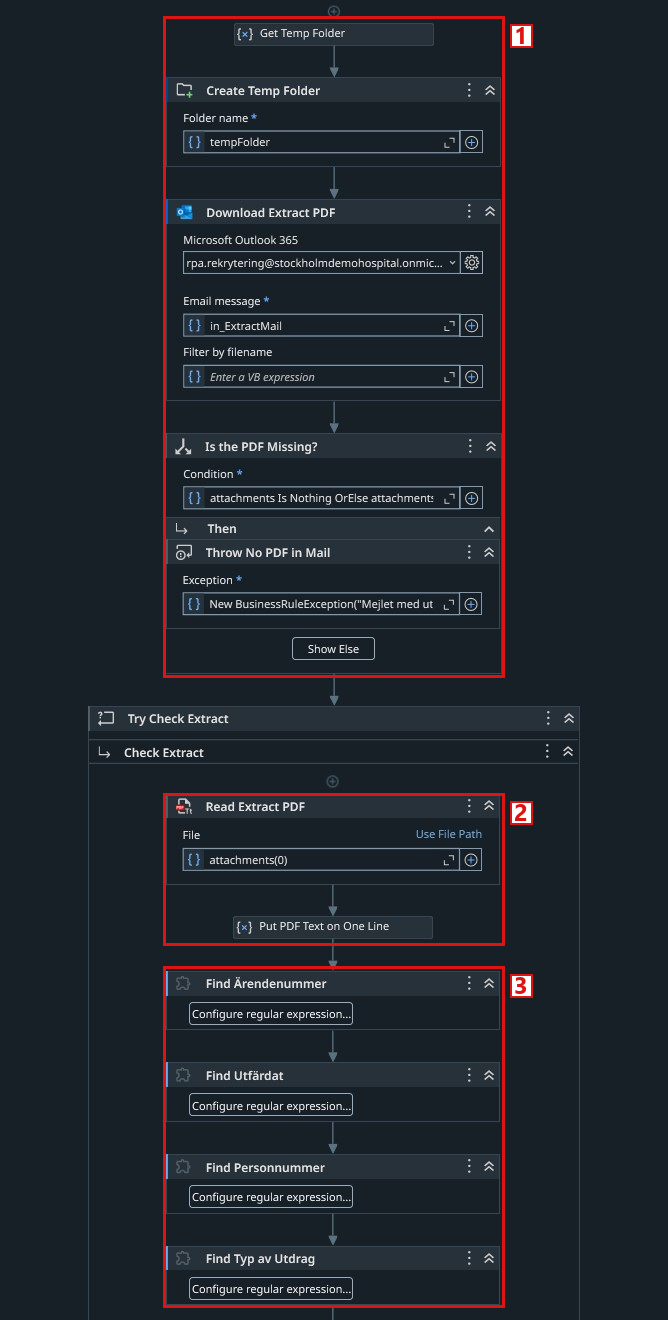 {x} Get Temp Folder
1
Create Temp Folder
Folder name *
{} tempFolder
Download Extract PDF
Microsoft Outlook 365
rpa.rekrytering@stockholmdemohospital.onmic...
Email message *
{} in_ExtractMail
Filter by filename
{} Enter a VB expression
Is the PDF Missing?
Condition *
{} attachments Is Nothing OrElse attachments
Then
Throw No PDF in Mail
Exception *
{} New BusinessRuleException("Mejlet med ut
Show Else
Try Check Extract
Check Extract
Read Extract PDF
2
File Use File Path
{} attachments(0)
{x} Put PDF Text on One Line
Find Ärendenummer
3
Configure regular expression...
Find Utfärdat
Configure regular expression...
Find Personnummer
Configure regular expression...
Find Typ av Utdrag
Configure regular expression...